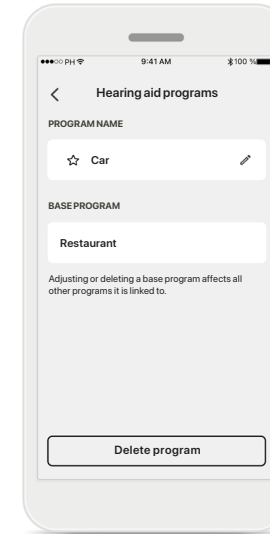 PH 9:41 AM 100 %
Hearing aid programs
PROGRAM NAME
Car
BASE PROGRAM
Restaurant
Adjusting or deleting a base program affects all
other programs it is linked to.
Delete program